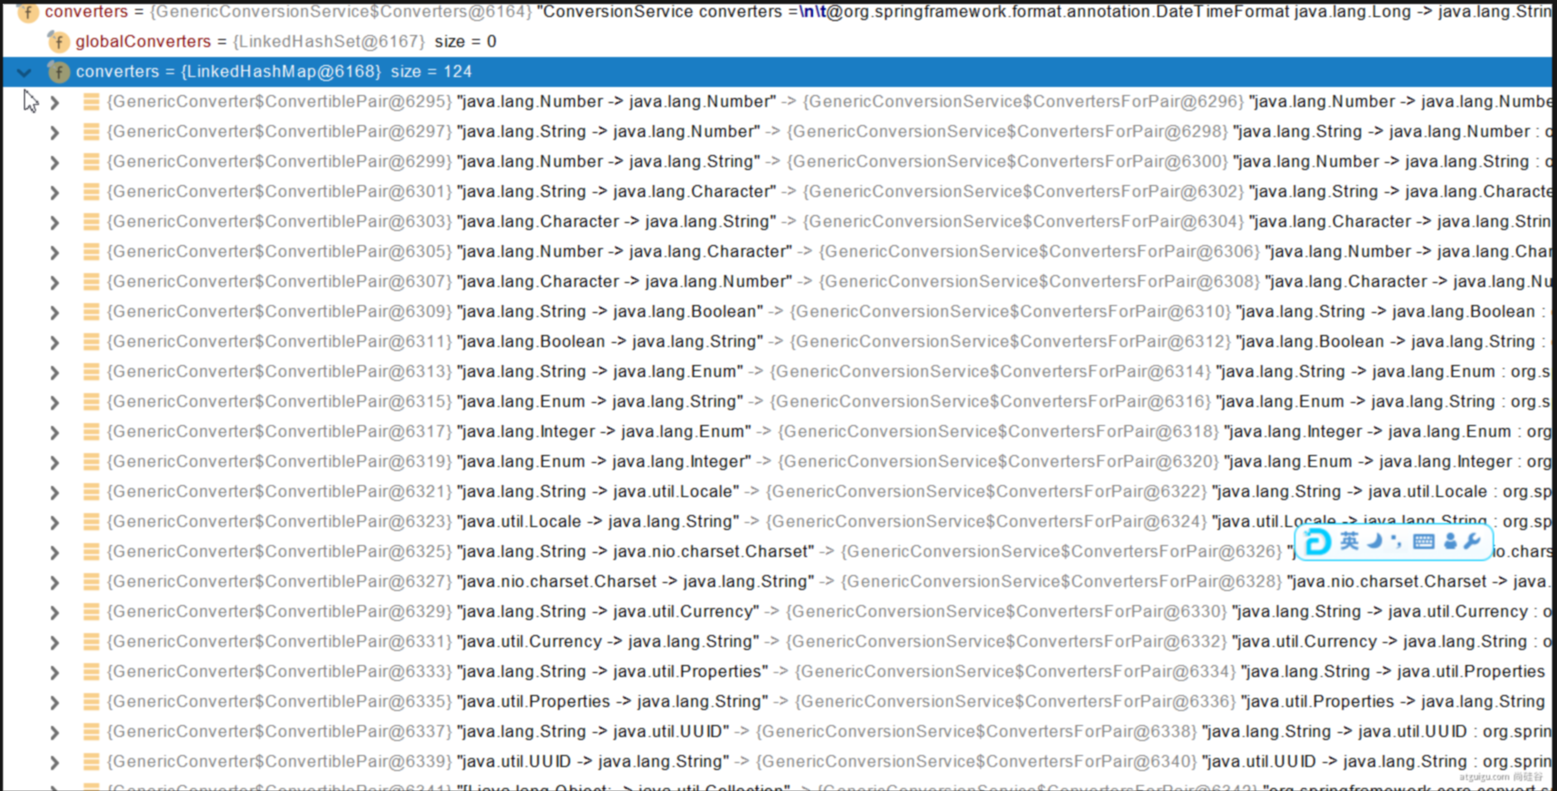 converters = {GenericConversionService$Converters@6164} "ConversionService converters =\n\t@org.springframework.format.annotation.DateTimeFormat java.lang.Long -> java.lang.Strin
globalConverters = {LinkedHashSet@6167} size = 0
converters = {LinkedHashMap@6168} size = 124
{GenericConverter$ConvertiblePair@6295} "java.lang.Number -> java.lang.Number" -> {GenericConversionService$ConvertersForPair@6296} "java.lang.Number -> java.lang.Numbe
{GenericConverter$ConvertiblePair@6297} "java.lang.String -> java.lang.Number" -> {GenericConversionService$ConvertersForPair@6298} "java.lang.String -> java.lang.Number : o
{GenericConverter$ConvertiblePair@6299} "java.lang.Number -> java.lang.String" -> {GenericConversionService$ConvertersForPair@6300} "java.lang.Number -> java.lang.String : o
{GenericConverter$ConvertiblePair@6301} "java.lang.String -> java.lang.Character" -> {GenericConversionService$ConvertersForPair@6302} "java.lang.String -> java.lang.Characte
{GenericConverter$ConvertiblePair@6303} "java.lang.Character -> java.lang.String" -> {GenericConversionService$ConvertersForPair@6304} "java.lang.Character -> java.lang.Strin
{GenericConverter$ConvertiblePair@6305} "java.lang.Number -> java.lang.Character" -> {GenericConversionService$ConvertersForPair@6306} "java.lang.Number -> java.lang.Char
{GenericConverter$ConvertiblePair@6307} "java.lang.Character -> java.lang.Number" -> {GenericConversionService$ConvertersForPair@6308} "java.lang.Character -> java.lang.Nu
{GenericConverter$ConvertiblePair@6309} "java.lang.String -> java.lang.Boolean" -> {GenericConversionService$ConvertersForPair@6310} "java.lang.String -> java.lang.Boolean :
{GenericConverter$ConvertiblePair@6311} "java.lang.Boolean -> java.lang.String" -> {GenericConversionService$ConvertersForPair@6312} "java.lang.Boolean -> java.lang.String :
{GenericConverter$ConvertiblePair@6313} "java.lang.String -> java.lang.Enum" -> {GenericConversionService$ConvertersForPair@6314} "java.lang.String -> java.lang.Enum : org.s
{GenericConverter$ConvertiblePair@6315} "java.lang.Enum -> java.lang.String" -> {GenericConversionService$ConvertersForPair@6316} "java.lang.Enum -> java.lang.String : org.s
{GenericConverter$ConvertiblePair@6317} "java.lang.Integer -> java.lang.Enum" -> {GenericConversionService$ConvertersForPair@6318} "java.lang.Integer -> java.lang.Enum : org
{GenericConverter$ConvertiblePair@6319} "java.lang.Enum -> java.lang.Integer" -> {GenericConversionService$ConvertersForPair@6320} "java.lang.Enum -> java.lang.Integer : org
{GenericConverter$ConvertiblePair@6321} "java.lang.String -> java.util.Locale" -> {GenericConversionService$ConvertersForPair@6322} "java.lang.String -> java.util.Locale : org.sp
{GenericConverter$ConvertiblePair@6323} "java.util.Locale -> java.lang.String" -> {GenericConversionService$ConvertersForPair@6324} "java.util.Locale -> java.lang.String : org.sp
{GenericConverter$ConvertiblePair@6325} "java.lang.String -> java.nio.charset.Charset" -> {GenericConversionService$ConvertersForPair@6326} "j 英 io.chars
{GenericConverter$ConvertiblePair@6327} "java.nio.charset.Charset -> java.lang.String" -> {GenericConversionService$ConvertersForPair@6328} "java.nio.charset.Charset -> java.
{GenericConverter$ConvertiblePair@6329} "java.lang.String -> java.util.Currency" -> {GenericConversionService$ConvertersForPair@6330} "java.lang.String -> java.util.Currency : o
{GenericConverter$ConvertiblePair@6331} "java.util.Currency -> java.lang.String" -> {GenericConversionService$ConvertersForPair@6332} "java.util.Currency -> java.lang.String : o
{GenericConverter$ConvertiblePair@6333} "java.lang.String -> java.util.Properties" -> {GenericConversionService$ConvertersForPair@6334} "java.lang.String -> java.util.Properties
{GenericConverter$ConvertiblePair@6335} "java.util.Properties -> java.lang.String" -> {GenericConversionService$ConvertersForPair@6336} "java.util.Properties -> java.lang.String
{GenericConverter$ConvertiblePair@6337} "java.lang.String -> java.util.UUID" -> {GenericConversionService$ConvertersForPair@6338} "java.lang.String -> java.util.UUID : org.sprin
{GenericConverter$ConvertiblePair@6339} "java.util.UUID -> java.lang.String" -> {GenericConversionService$ConvertersForPair@6340} "java.util.UUID -> java.lang.String : org.sprin
atguigu.com 尚硅谷